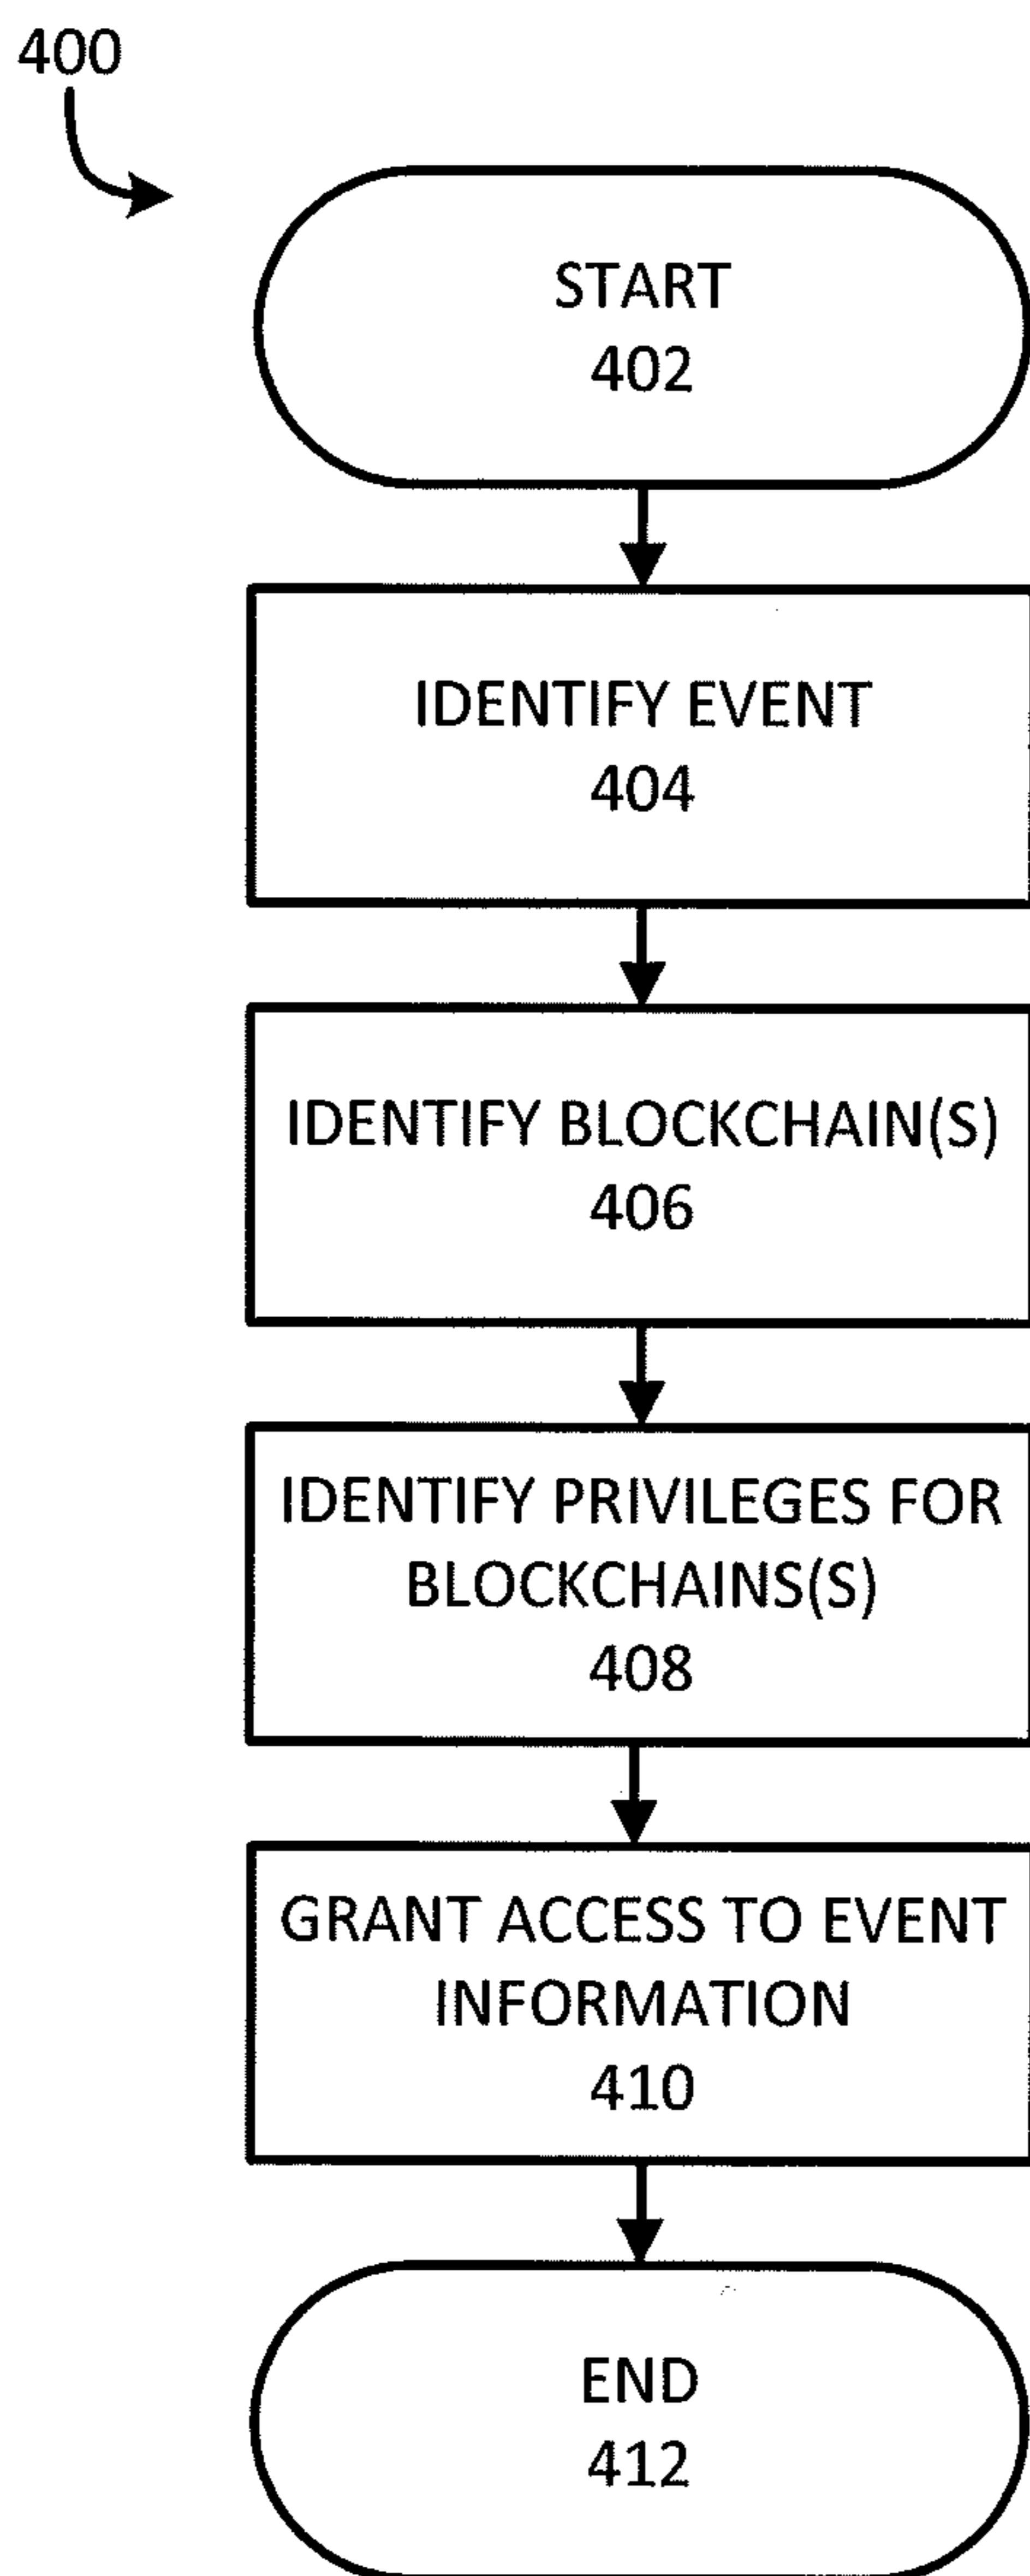 400
START
402
IDENTIFY EVENT
404
IDENTIFY BLOCKCHAIN(S)
406
IDENTIFY PRIVILEGES FOR
BLOCKCHAINS(S)
408
GRANT ACCESS TO EVENT
INFORMATION
410
END
412